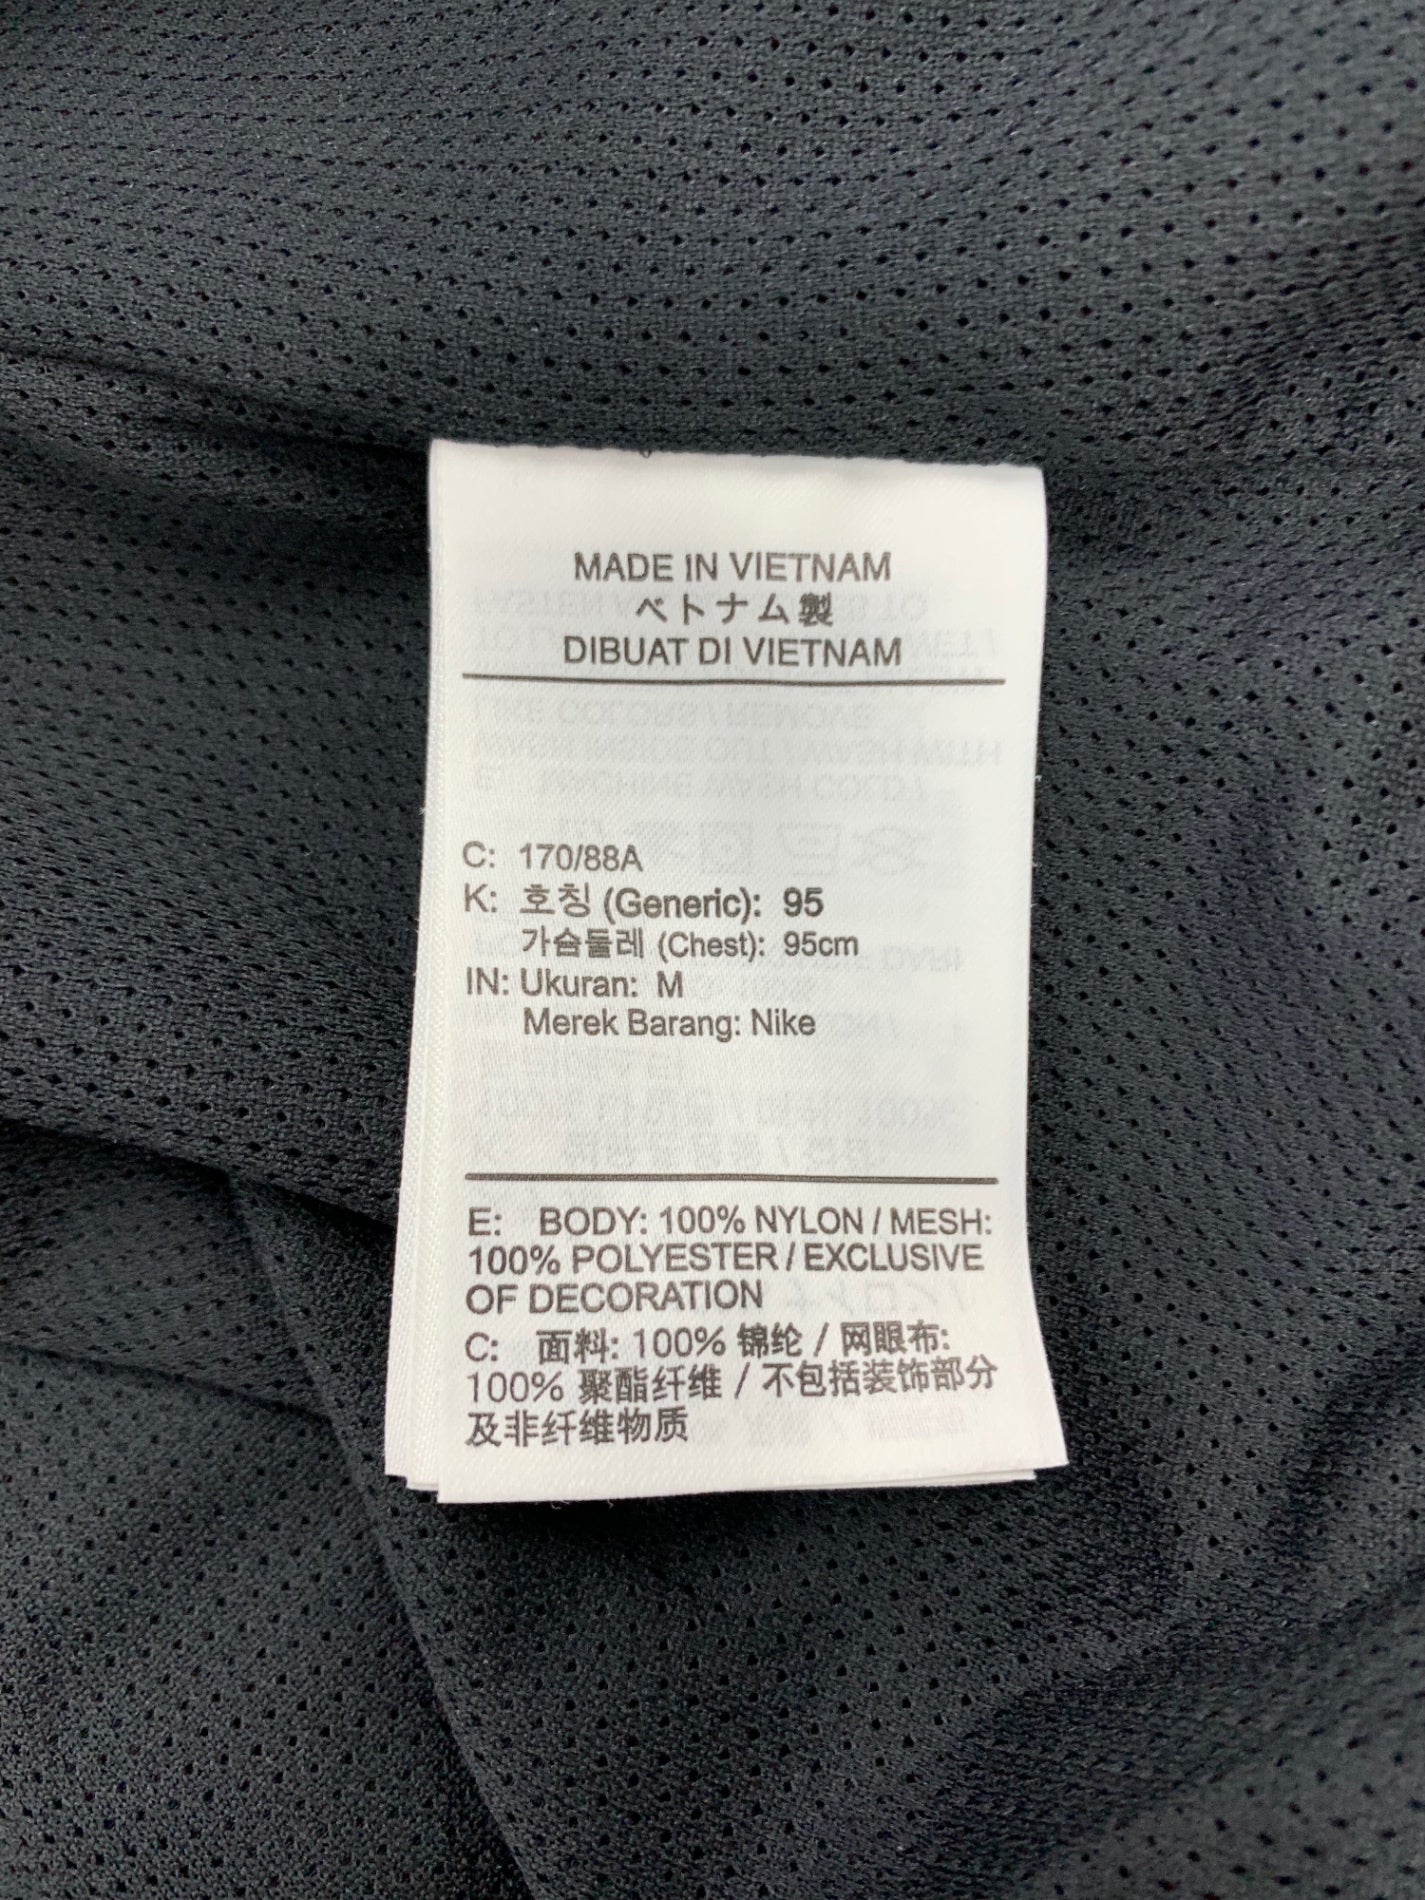 MADE IN VIETNAM
ベトナム製
DIBUAT DI VIETNAM
C: 170/88A
K: 호칭 (Generic): 95
가슴둘레 (Chest): 95cm
IN: Ukuran: M
Merek Barang: Nike
E: BODY: 100% NYLON / MESH:
100% POLYESTER / EXCLUSIVE
OF DECORATION
C: 面料: 100% 锦纶 / 网眼布:
100% 聚酯纤维 / 不包括装饰部分
及非纤维物质